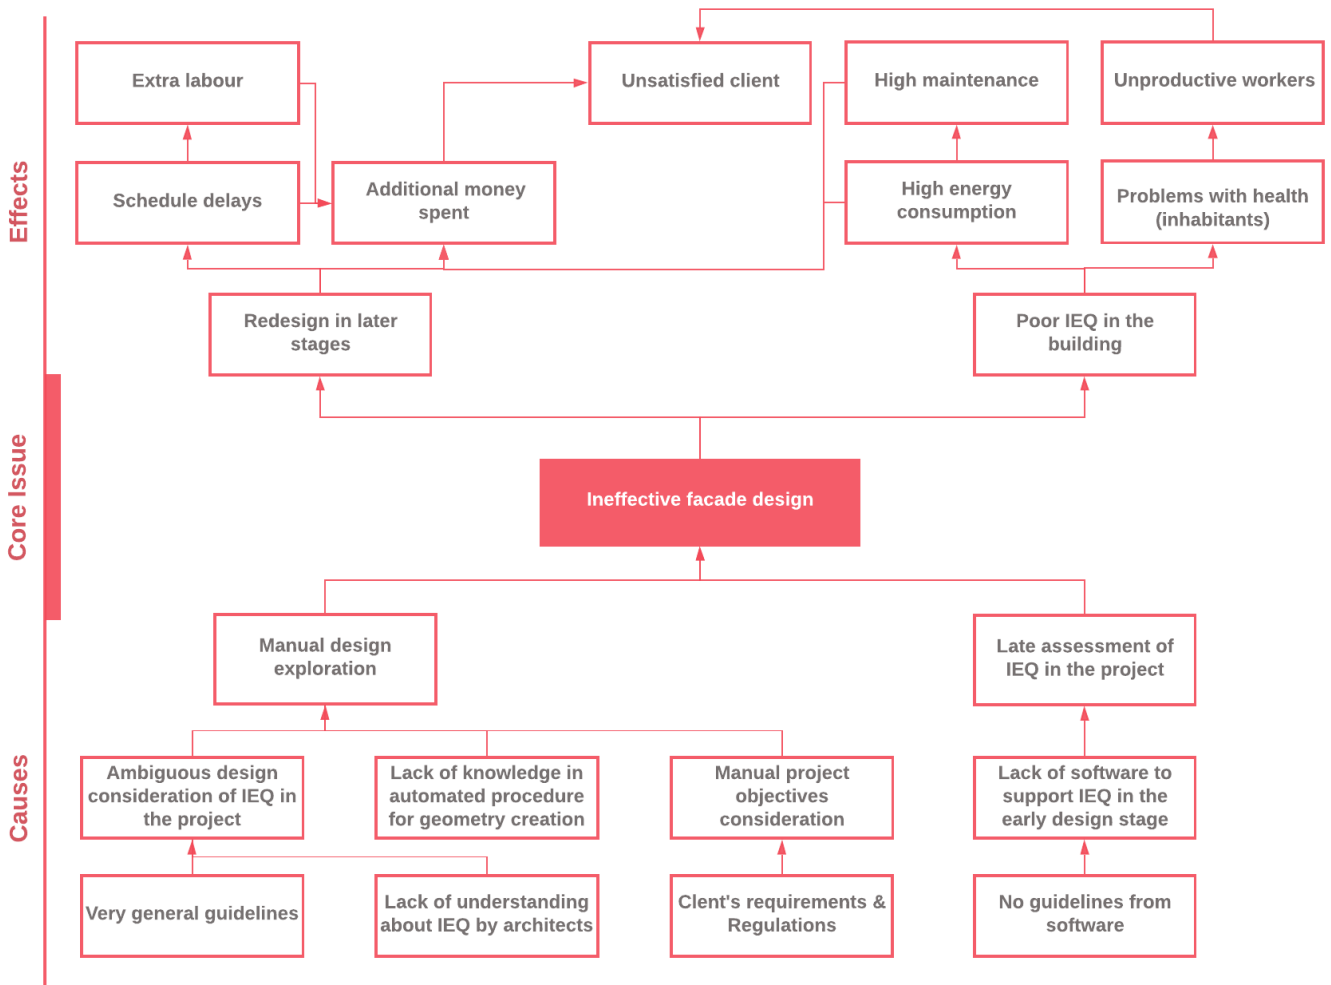 Effects
Extra labour
Unsatisfied client
High maintenance
Unproductive workers
Schedule delays
Additional money
spent
High energy
consumption
Problems with health
(inhabitants)
Redesign in later
stages
Poor IEQ in the
building
Core Issue
Ineffective facade design
Causes
Manual design
exploration
Late assessment of
IEQ in the project
Ambiguous design
consideration of IEQ in
the project
Lack of knowledge in
automated procedure
for geometry creation
Manual project
objectives
consideration
Lack of software to
support IEQ in the
early design stage
Very general guidelines
Lack of understanding
about IEQ by architects
Clent's requirements &
Regulations
No guidelines from
software